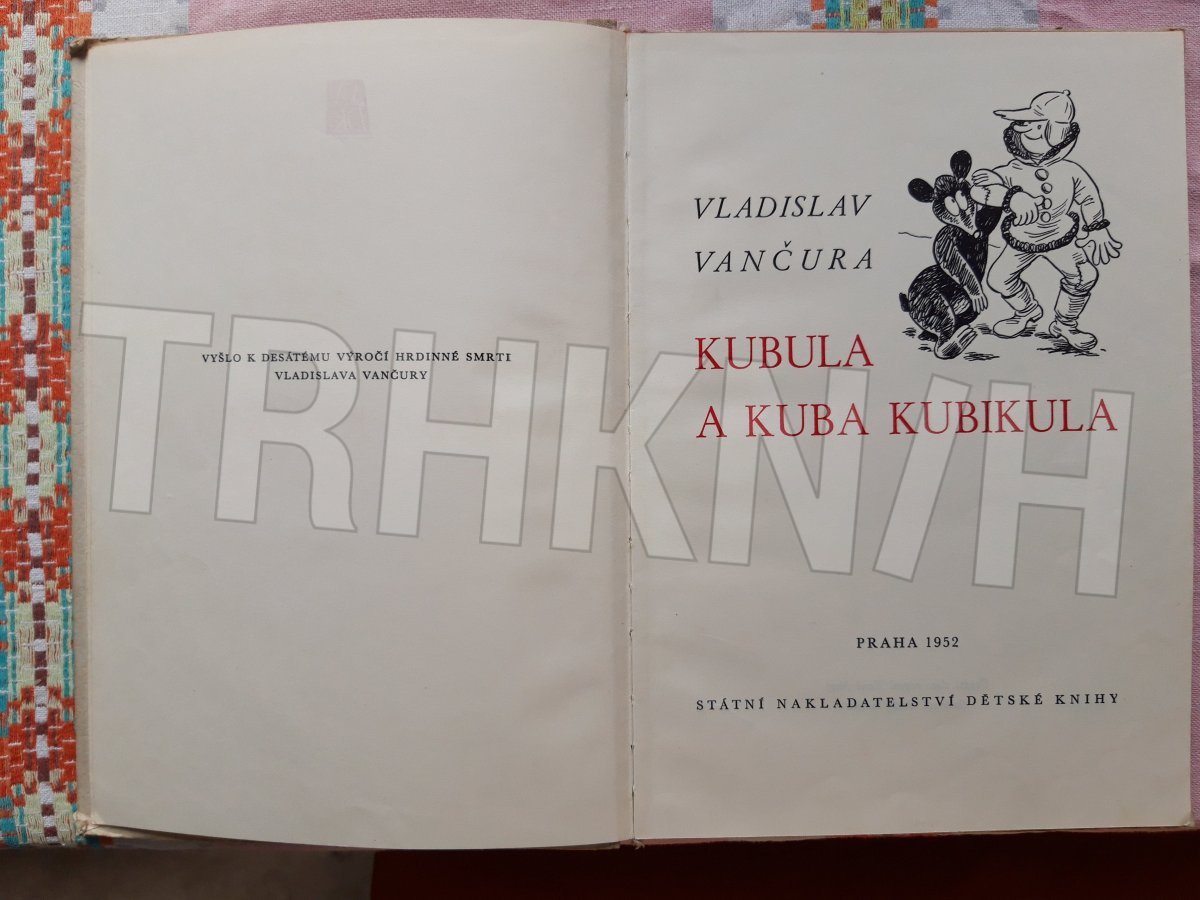 VYŠLO K DESÁTÉMU VÝROČÍ HRDINNÉ SMRTI
VLADISLAVA VANČURY
VLADISLAV
VANČURA
KUBULA
A KUBA KUBIKULA
PRAHA 1952
STÁTNÍ NAKLADATELSTVÍ DĚTSKÉ KNIHY
TRHKNIH